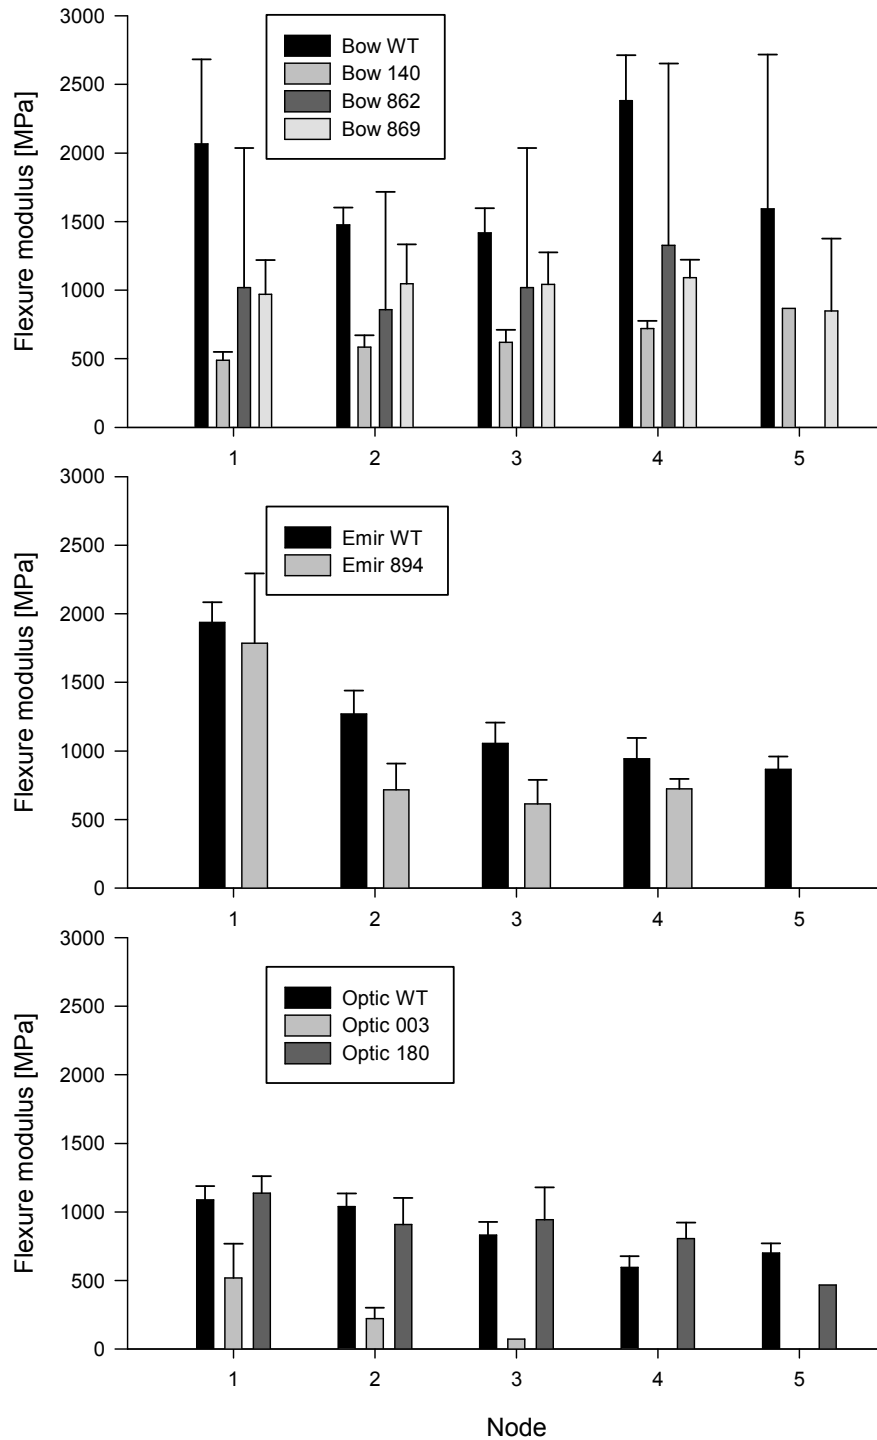 Flexure modulus [MPa]
3000
2500
2000
1500
1000
500
0
Bow WT
Bow 140
Bow 862
Bow 869
1 2 3 4 5
Flexure modulus [MPa]
3000
2500
2000
1500
1000
500
0
Emir WT
Emir 894
1 2 3 4 5
Flexure modulus [MPa]
3000
2500
2000
1500
1000
500
0
Optic WT
Optic 003
Optic 180
1 2 3 4 5
Node